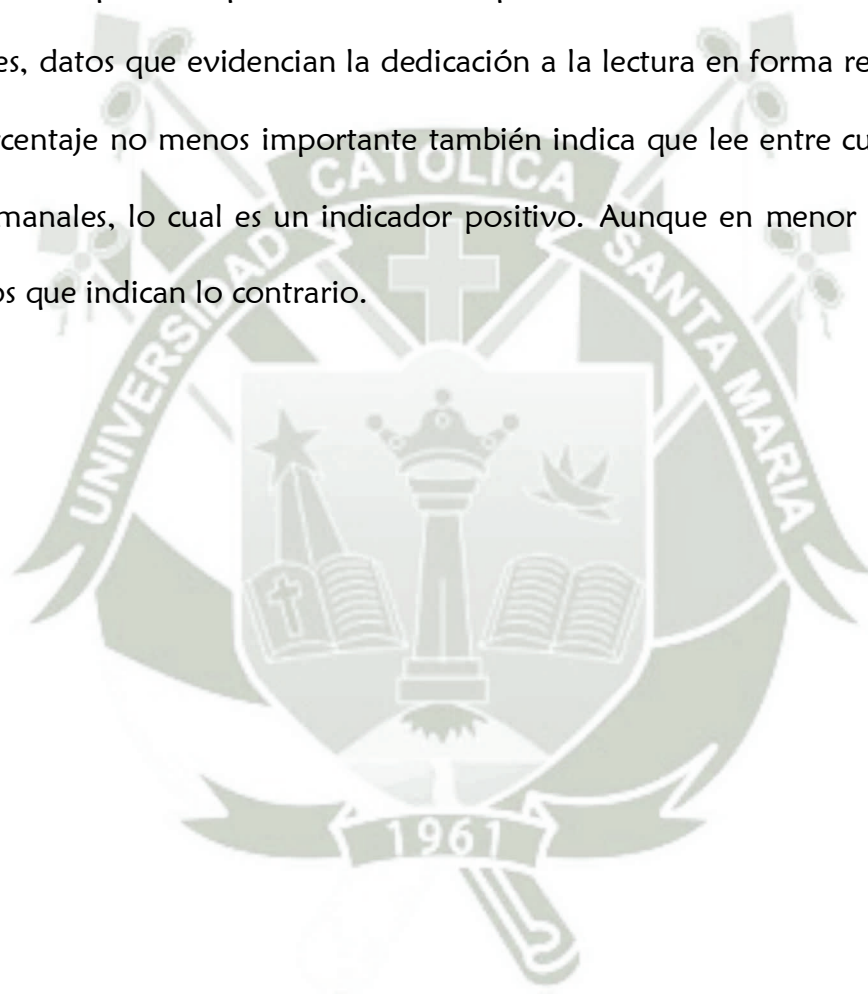 es, datos que evidencian la dedicación a la lectura en forma re
centaje no menos importante también indica que lee entre cu
manales, lo cual es un indicador positivo. Aunque en menor
os que indican lo contrario.
UNIVERSIDAD CATOLICA SANTA MARIA
1961